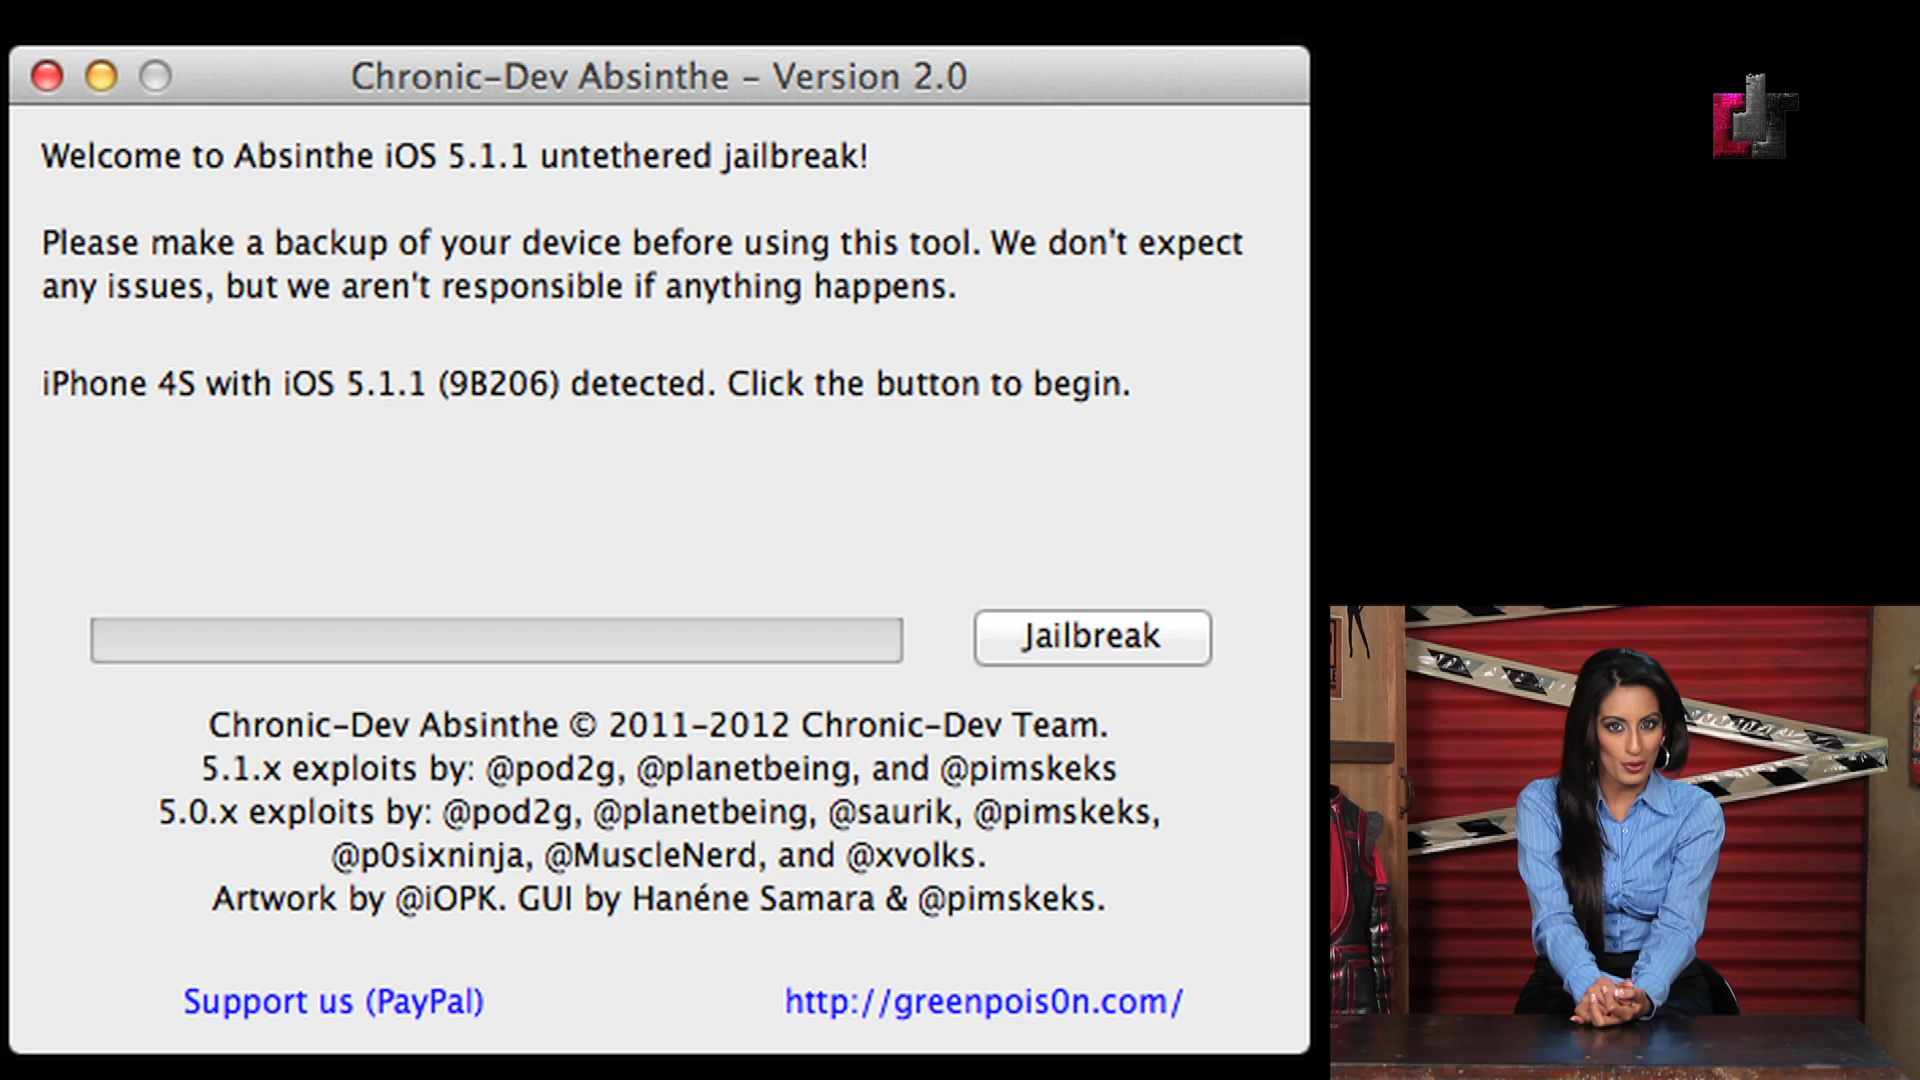 Chronic-Dev Absinthe – Version 2.0
Welcome to Absinthe iOS 5.1.1 untethered jailbreak!
Please make a backup of your device before using this tool. We don't expect
any issues, but we aren't responsible if anything happens.
iPhone 4S with iOS 5.1.1 (9B206) detected. Click the button to begin.
Jailbreak
Chronic-Dev Absinthe © 2011-2012 Chronic-Dev Team.
5.1.x exploits by: @pod2g, @planetbeing, and @pimskeks
5.0.x exploits by: @pod2g, @planetbeing, @saurik, @pimskeks,
@p0sixninja, @MuscleNerd, and @xvolks.
Artwork by @iOPK. GUI by Hanéne Samara & @pimskeks.
Support us (PayPal)
http://greenpois0n.com/